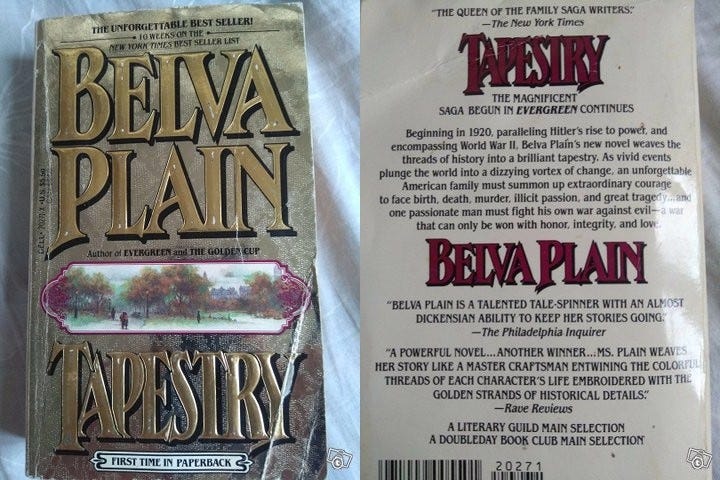 THE UNFORGETTABLE BEST SELLER!
• 10 WEEKS ON THE •
NEW YORK TIMES BEST SELLER LIST
BELVA
PLAIN
Author of EVERGREEN and THE GOLDEN CUP
TAPESTRY
FIRST TIME IN PAPERBACK
DELL • 20271-1 • U.S. $5.50
"THE QUEEN OF THE FAMILY SAGA WRITERS."
—The New York Times
TAPESTRY
THE MAGNIFICENT
SAGA BEGUN IN EVERGREEN CONTINUES
Beginning in 1920, paralleling Hitler's rise to power, and
encompassing World War II, Belva Plain's new novel weaves the
threads of history into a brilliant tapestry. As vivid events
plunge the world into a dizzying vortex of change, an unforgettable
American family must summon up extraordinary courage
to face birth, death, murder, illicit passion, and great tragedy...and
one passionate man must fight his own war against evil—a war
that can only be won with honor, integrity, and love.
BELVA PLAIN
"BELVA PLAIN IS A TALENTED TALE-SPINNER WITH AN ALMOST
DICKENSIAN ABILITY TO KEEP HER STORIES GOING."
—The Philadelphia Inquirer
"A POWERFUL NOVEL...ANOTHER WINNER...MS. PLAIN WEAVES
HER STORY LIKE A MASTER CRAFTSMAN ENTWINING THE COLORFUL
THREADS OF EACH CHARACTER'S LIFE EMBROIDERED WITH THE
GOLDEN STRANDS OF HISTORICAL DETAILS."
—Rave Reviews
A LITERARY GUILD MAIN SELECTION
A DOUBLEDAY BOOK CLUB MAIN SELECTION
20271